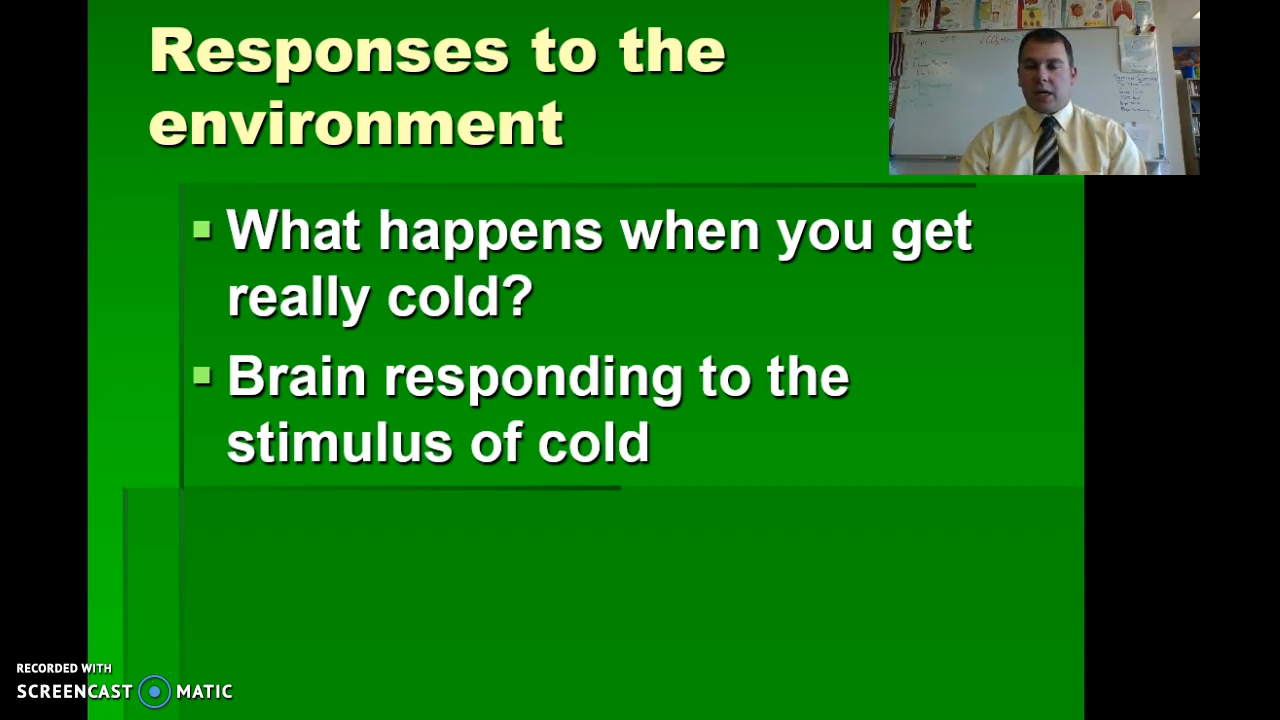 Responses to the
environment
What happens when you get
really cold?
Brain responding to the
stimulus of cold
RECORDED WITH
SCREENCAST MATIC